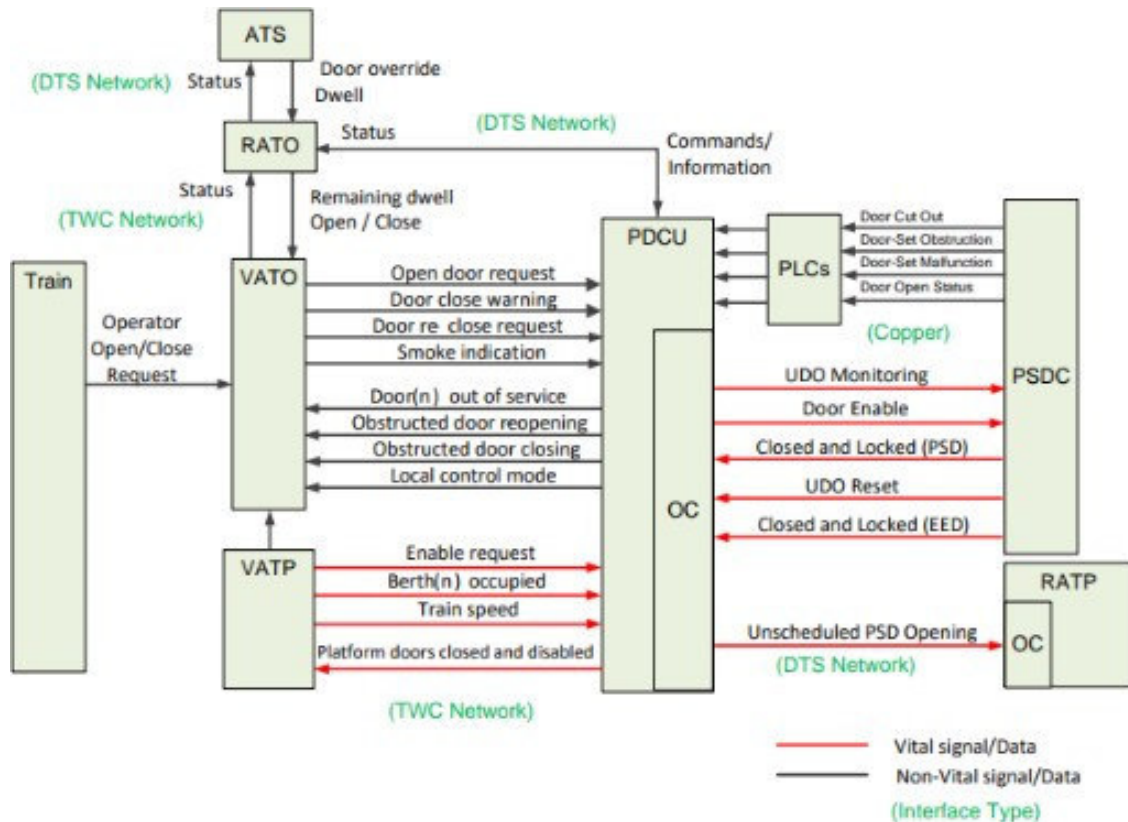 ATS
(DTS Network)
Status
Door override
Dwell
RATO
Status
(DTS Network)
Commands/
Information
Status
(TWC Network)
Remaining dwell
Open / Close
Train
Operator
Open/Close
Request
VATO
Open door request
Door close warning
Door re close request
Smoke indication
Door(n) out of service
Obstructed door reopening
Obstructed door closing
Local control mode
PDCU
OC
PLCs
Door Cut Out
Door-Set Obstruction
Door-Set Malfunction
Door Open Status
(Copper)
PSDC
UDO Monitoring
Door Enable
Closed and Locked (PSD)
UDO Reset
Closed and Locked (EED)
VATP
Enable request
Berth(n) occupied
Train speed
Platform doors closed and disabled
(TWC Network)
Unscheduled PSD Opening
(DTS Network)
RATP
OC
Vital signal/Data
Non-Vital signal/Data
(Interface Type)